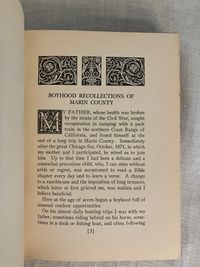 BOYHOOD RECOLLECTIONS OF
MARIN COUNTY
MY FATHER, whose health was broken
by the strain of the Civil War, sought
recuperation in camping with a pack
train in the northern Coast Range of
California, and found himself at the
end of a long trip in Marin County. Immediately
after the great Chicago fire, October, 1871, in which
my mother and I participated, he wired us to join
him. Up to that time I had been a delicate and a
somewhat precocious child, who, I can state without
pride or regret, was accustomed to read a Bible
chapter every day and to learn a verse. A change
to a roughhouse and the imposition of long trousers,
which latter at first grieved me, was sudden and I
believe beneficial.
Here at the age of seven began a boyhood full of
unusual outdoor opportunities.
On his almost daily hunting trips I was with my
father, sometimes riding behind on his horse, some-
times in a duck or fishing boat, and often following
[3]